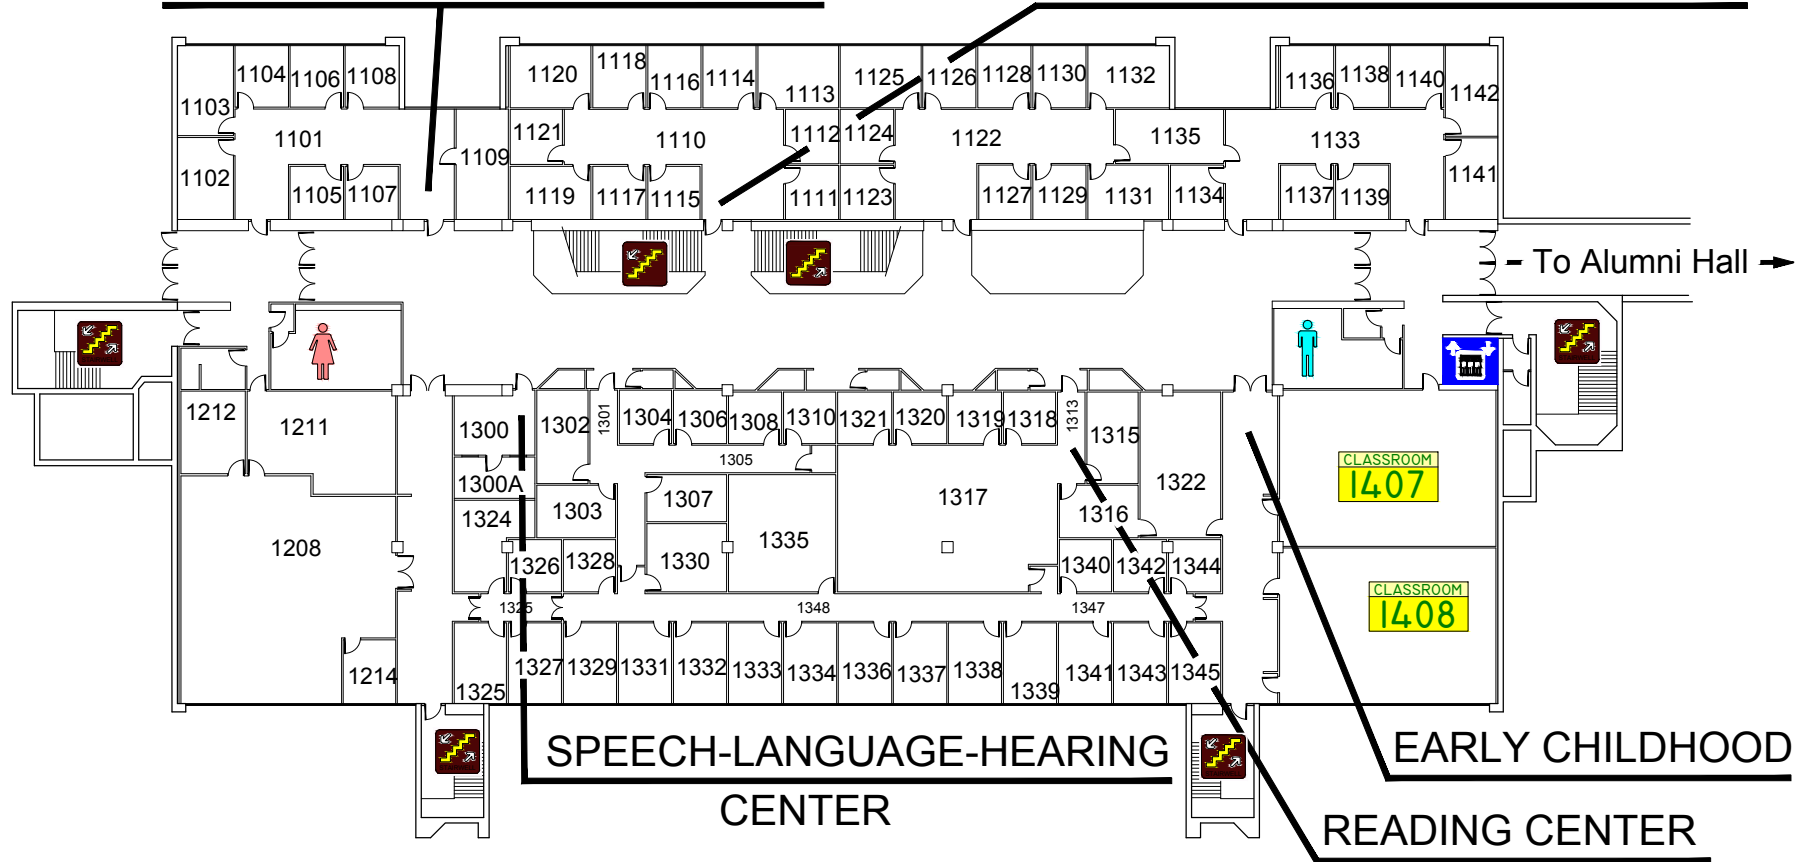 1104 1106 1108 1120 1118 1116 1114 1113 1125 1126 1128 1130 1132 1136 1138 1140 1142
1103
1101 1121 1110 1112 1124 1122 1135 1133
1109
1102 1105 1107 1119 1117 1115 1111 1123 1127 1129 1131 1134 1137 1139 1141
To Alumni Hall
1212 1211 1300 1302 1301 1304 1306 1308 1310 1321 1320 1319 1318 1313 1315
1305
CLASSROOM
1407
1300A 1307 1317 1322
1324 1303 1316
1208 1326 1328 1330 1335 1340 1342 1344
CLASSROOM
1408
1325 1348 1347
1214 1325 1327 1329 1331 1332 1333 1334 1336 1337 1338 1339 1341 1343 1345
SPEECH-LANGUAGE-HEARING
CENTER
EARLY CHILDHOOD
READING CENTER